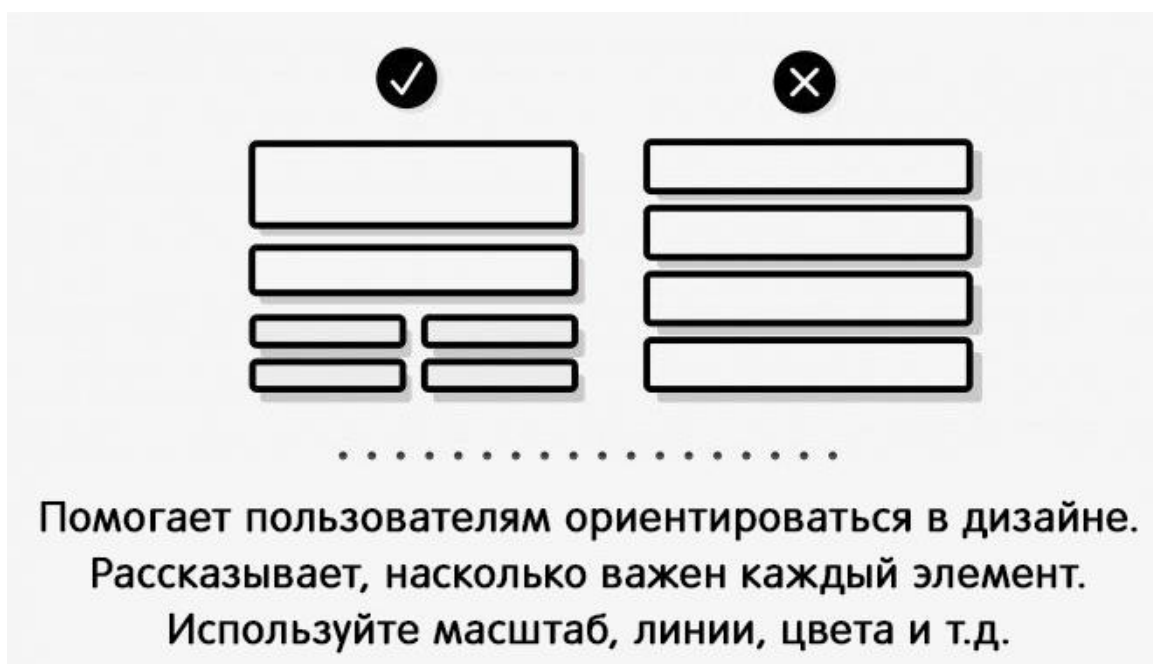 Помогает пользователям ориентироваться в дизайне.
Рассказывает, насколько важен каждый элемент.
Используйте масштаб, линии, цвета и т.д.